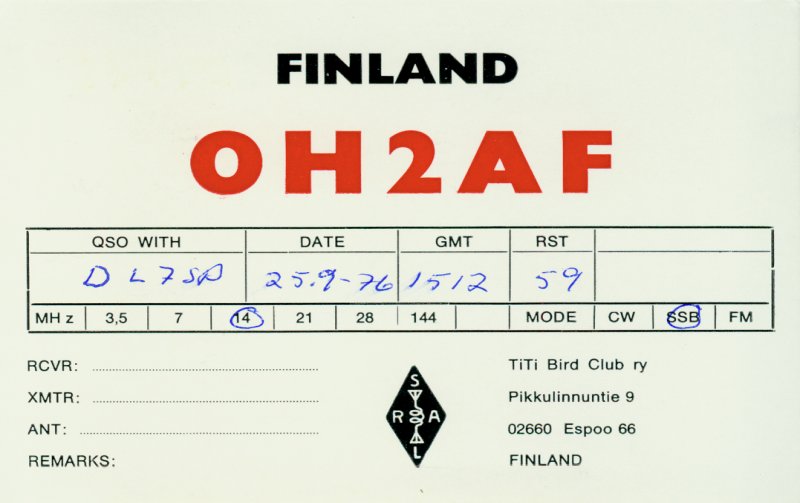 FINLAND
OH2AF
QSO WITH DATE GMT RST
DL7SP 25.9-76 1512 59
MHz 3,5 7 14 21 28 144 MODE CW SSB FM
RCVR:
XMTR:
ANT:
REMARKS:
S
R A
L
TiTi Bird Club ry
Pikkulinnuntie 9
02660 Espoo 66
FINLAND